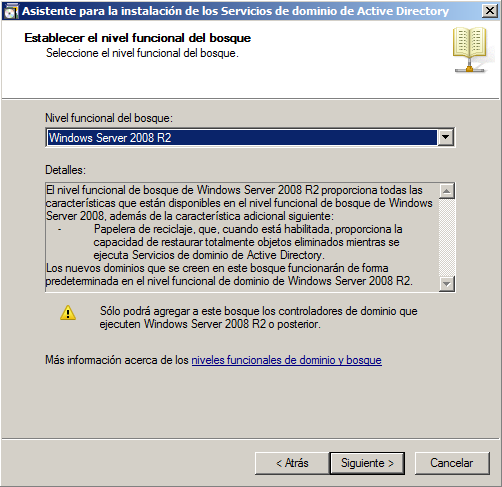 Asistente para la instalación de los Servicios de dominio de Active Directory
Establecer el nivel funcional del bosque
Seleccione el nivel funcional del bosque.
Nivel funcional del bosque:
Windows Server 2008 R2
Detalles:
El nivel funcional de bosque de Windows Server 2008 R2 proporciona todas las
características que están disponibles en el nivel funcional de bosque de Windows
Server 2008, además de la característica adicional siguiente:
- Papelera de reciclaje, que, cuando está habilitada, proporciona la
capacidad de restaurar totalmente objetos eliminados mientras se
ejecuta Servicios de dominio de Active Directory.
Los nuevos dominios que se creen en este bosque funcionarán de forma
predeterminada en el nivel funcional de dominio de Windows Server 2008 R2.
Sólo podrá agregar a este bosque los controladores de dominio que
ejecuten Windows Server 2008 R2 o posterior.
Más información acerca de los niveles funcionales de dominio y bosque
< Atrás
Siguiente >
Cancelar